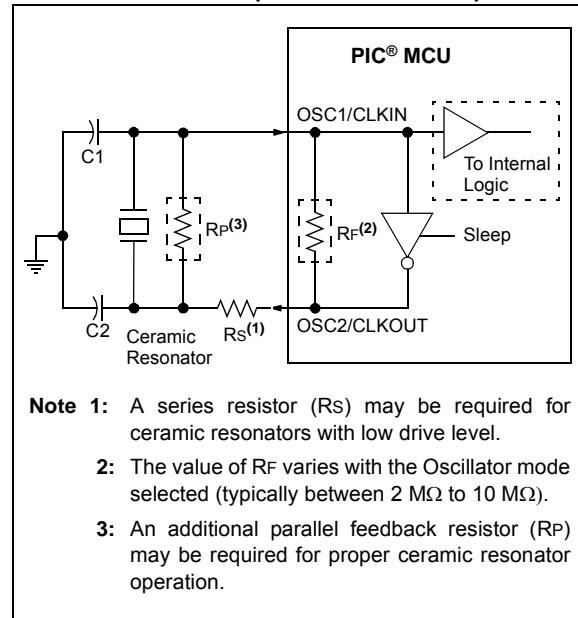 PIC® MCU
OSC1/CLKIN
C1
To Internal
Logic
RP(3)
RF(2)
Sleep
C2
Ceramic
Resonator
RS(1)
OSC2/CLKOUT
Note 1: A series resistor (RS) may be required for
ceramic resonators with low drive level.
2: The value of RF varies with the Oscillator mode
selected (typically between 2 MΩ to 10 MΩ).
3: An additional parallel feedback resistor (RP)
may be required for proper ceramic resonator
operation.